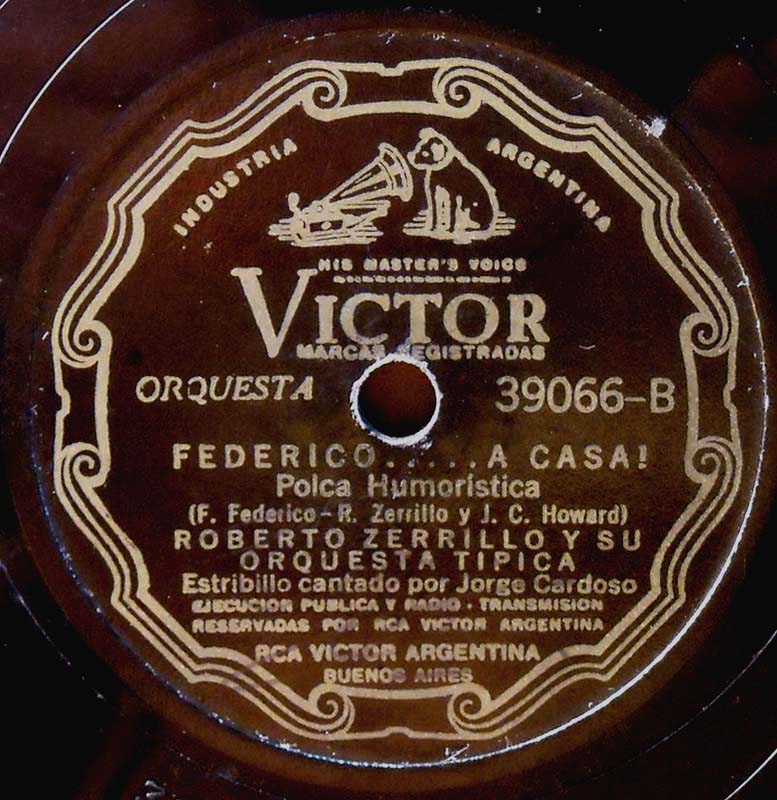 INDUSTRIA ARGENTINA
HIS MASTER'S VOICE
VICTOR
MARCAS REGISTRADAS
ORQUESTA 39066-B
FEDERICO......A CASA!
Polca Humorística
(F. Federico-R. Zerrillo y J. C. Howard)
ROBERTO ZERRILLO Y SU
ORQUESTA TIPICA
Estribillo cantado por Jorge Cardoso
EJECUCION PUBLICA Y RADIO-TRANSMISION
RESERVADAS POR RCA VICTOR ARGENTINA
RCA VICTOR ARGENTINA
BUENOS AIRES